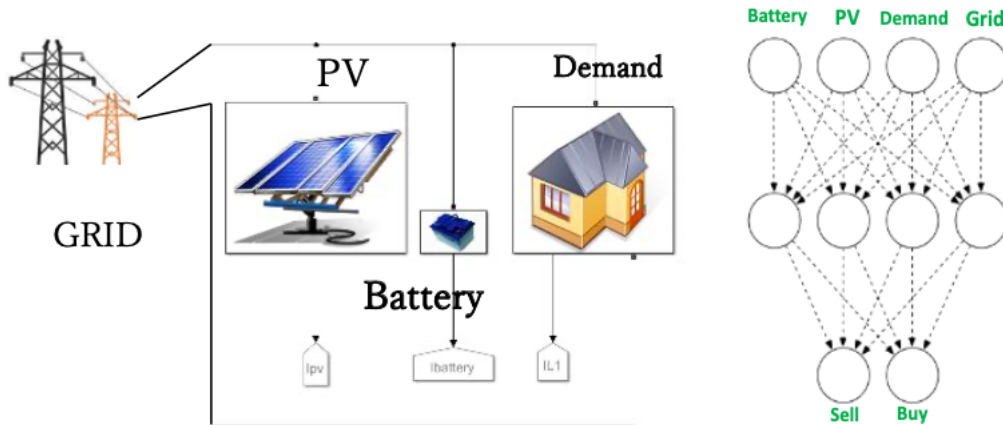 Battery PV Demand Grid
PV
Demand
GRID
Battery
Ipv
Ibattery
IL1
Sell Buy